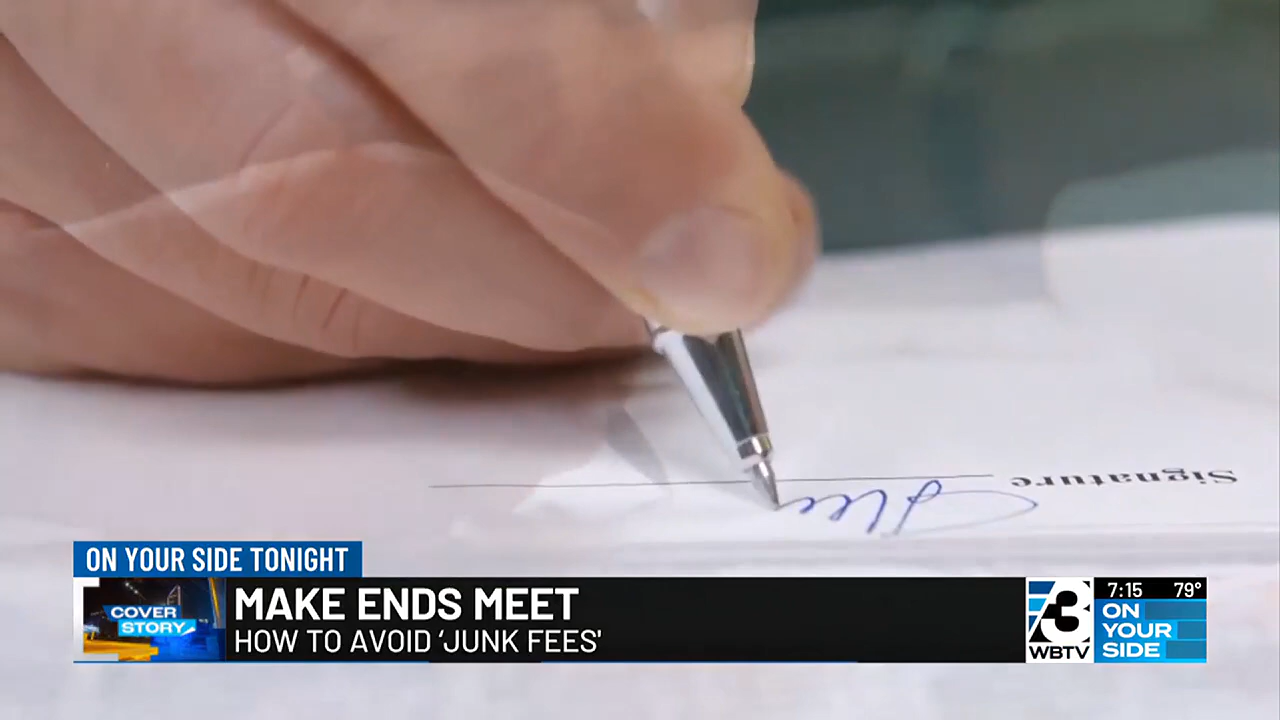 Signature
ON YOUR SIDE TONIGHT
COVER
STORY
MAKE ENDS MEET
HOW TO AVOID ‘JUNK FEES’
3
WBTV
7:15 79°
ON
YOUR
SIDE